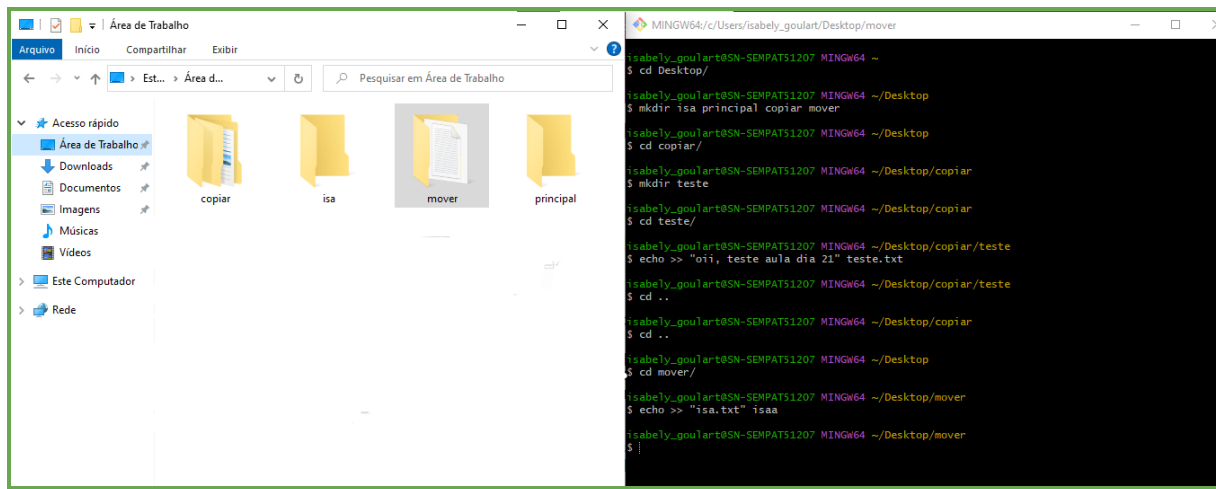 Área de Trabalho
Arquivo Início Compartilhar Exibir
Est... Área d... Pesquisar em Área de Trabalho
Acesso rápido
Área de Trabalho
Downloads
Documentos
Imagens
Músicas
Vídeos
Este Computador
Rede
copiar isa mover principal
MINGW64:/c/Users/isabely_goulart/Desktop/mover
isabely_goulart@SN-SEMPAT51207 MINGW64 ~
$ cd Desktop/
isabely_goulart@SN-SEMPAT51207 MINGW64 ~/Desktop
$ mkdir isa principal copiar mover
isabely_goulart@SN-SEMPAT51207 MINGW64 ~/Desktop
$ cd copiar/
isabely_goulart@SN-SEMPAT51207 MINGW64 ~/Desktop/copiar
$ mkdir teste
isabely_goulart@SN-SEMPAT51207 MINGW64 ~/Desktop/copiar
$ cd teste/
isabely_goulart@SN-SEMPAT51207 MINGW64 ~/Desktop/copiar/teste
$ echo >> "oii, teste aula dia 21" teste.txt
isabely_goulart@SN-SEMPAT51207 MINGW64 ~/Desktop/copiar/teste
$ cd ..
isabely_goulart@SN-SEMPAT51207 MINGW64 ~/Desktop/copiar
$ cd ..
isabely_goulart@SN-SEMPAT51207 MINGW64 ~/Desktop
$ cd mover/
isabely_goulart@SN-SEMPAT51207 MINGW64 ~/Desktop/mover
$ echo >> "isa.txt" isaa
isabely_goulart@SN-SEMPAT51207 MINGW64 ~/Desktop/mover
$